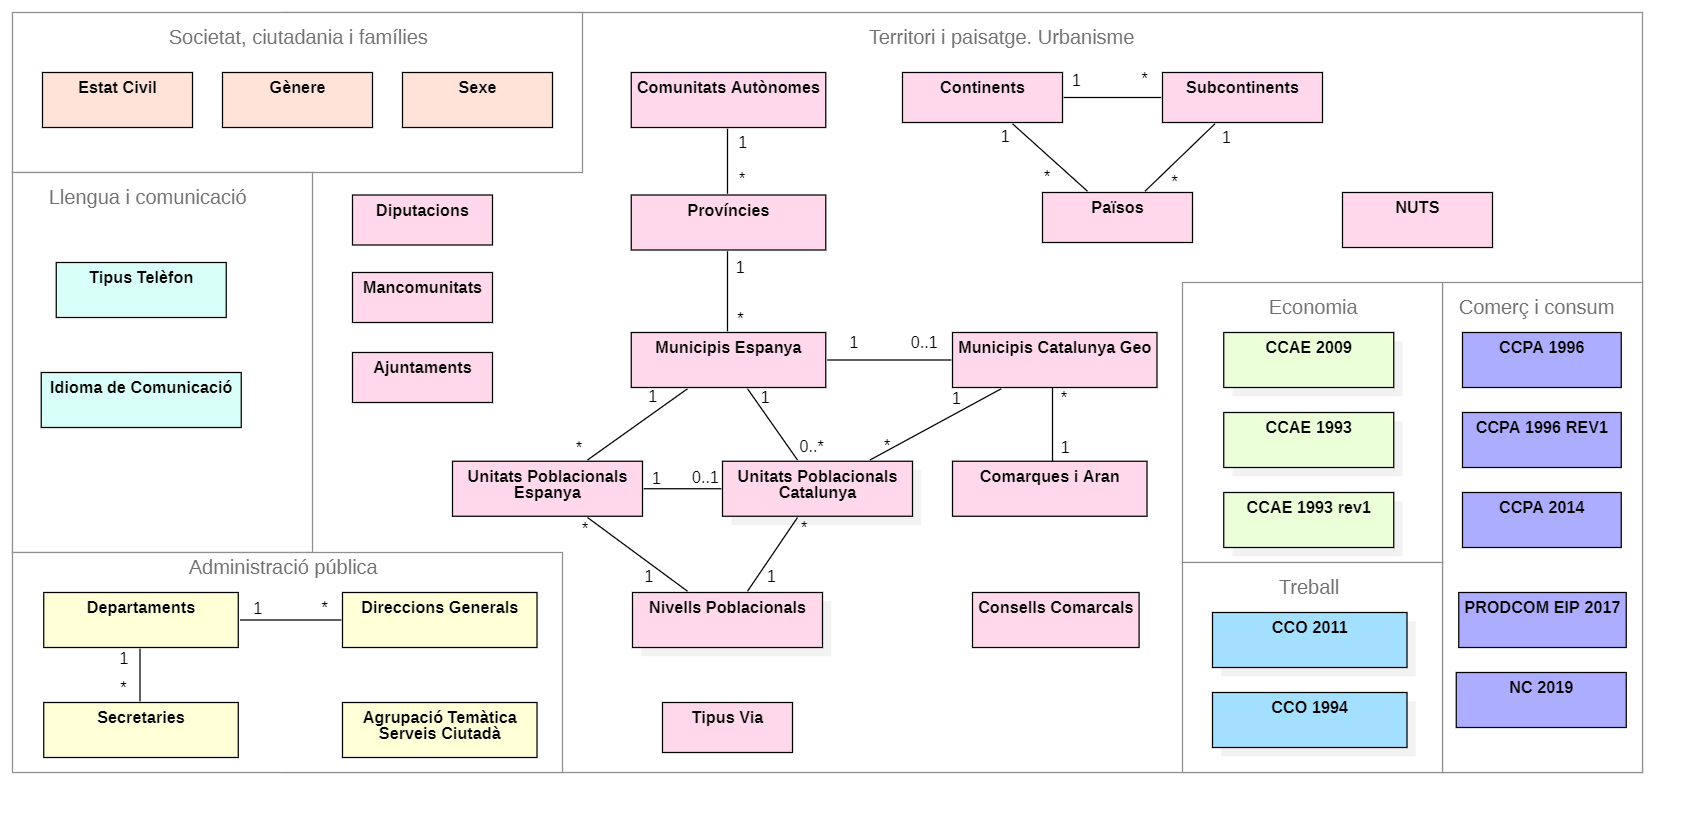 Societat, ciutadania i famílies
Estat Civil
Gènere
Sexe
Territori i paisatge. Urbanisme
Comunitats Autònomes
1
*
Províncies
1
*
Continents
1
*
Subcontinents
1
*
1
*
Països
NUTS
Llengua i comunicació
Tipus Telèfon
Idioma de Comunicació
Diputacions
Mancomunitats
Ajuntaments
Municipis Espanya
1
0..1
Municipis Catalunya Geo
1
*
1
0..*
1
*
*
1
Unitats Poblacionals
Espanya
1
0..1
Unitats Poblacionals
Catalunya
Comarques i Aran
*
1
*
1
Nivells Poblacionals
Consells Comarcals
Tipus Via
Economia
CCAE 2009
CCAE 1993
CCAE 1993 rev1
Comerç i consum
CCPA 1996
CCPA 1996 REV1
CCPA 2014
PRODCOM EIP 2017
NC 2019
Treball
CCO 2011
CCO 1994
Administració pública
Departaments
1
*
Direccions Generals
1
*
Secretaries
Agrupació Temàtica
Serveis Ciutadà